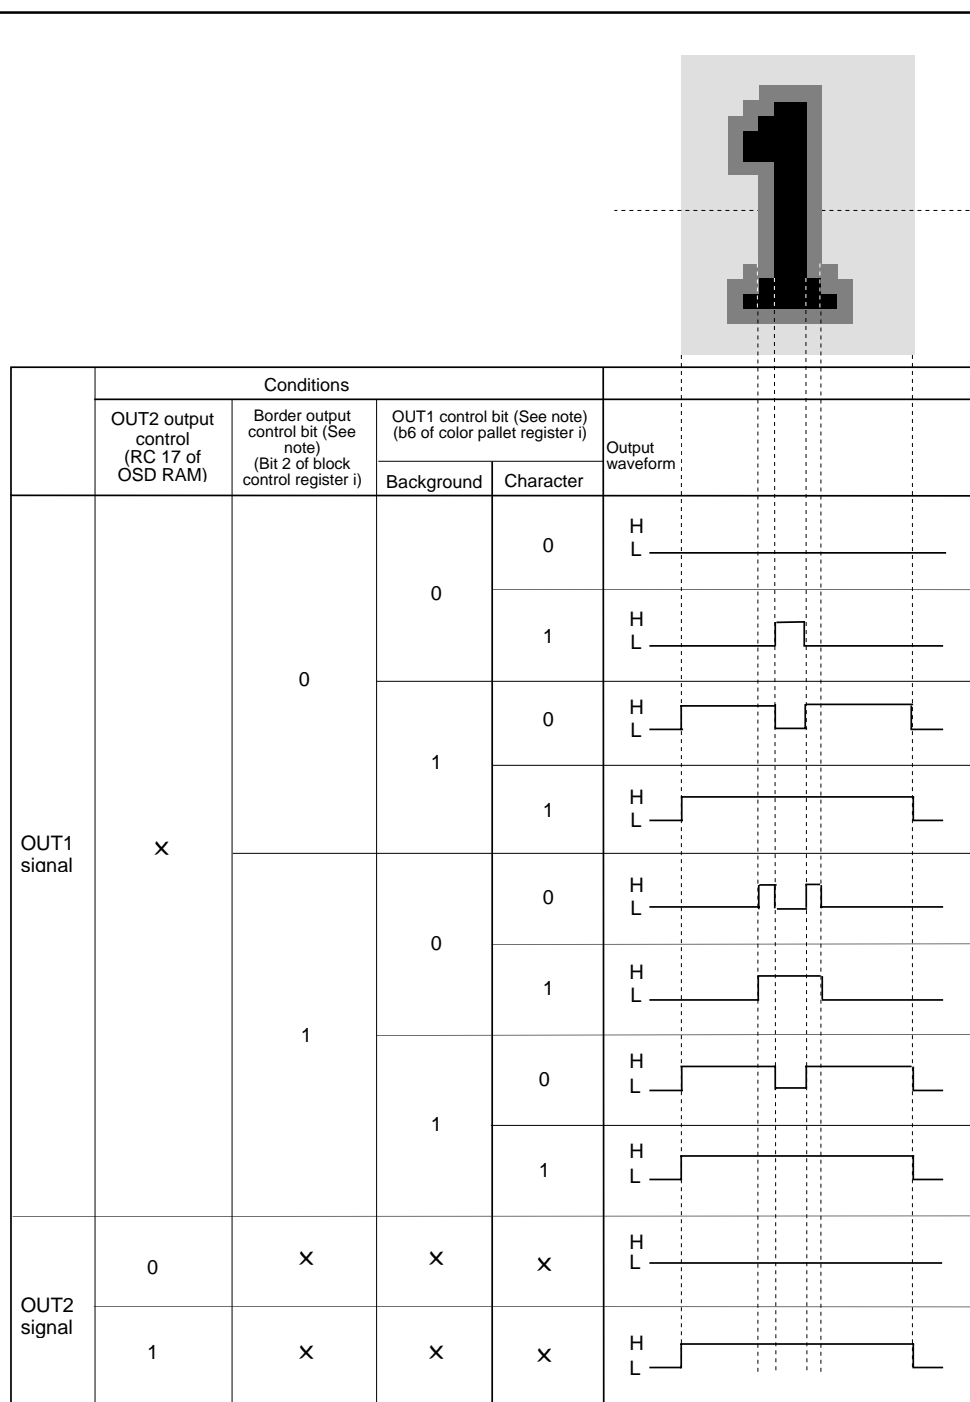 Conditions
OUT2 output
control
(RC 17 of
OSD RAM)
Border output
control bit (See
note)
(Bit 2 of block
control register i)
OUT1 control bit (See note)
(b6 of color pallet register i)
Background
Character
Output
waveform
OUT1
signal
×
0
0
0
H
L
1
H
L
1
0
H
L
1
H
L
1
0
0
H
L
1
H
L
1
0
H
L
1
H
L
OUT2
signal
0
×
×
×
H
L
1
×
×
×
H
L